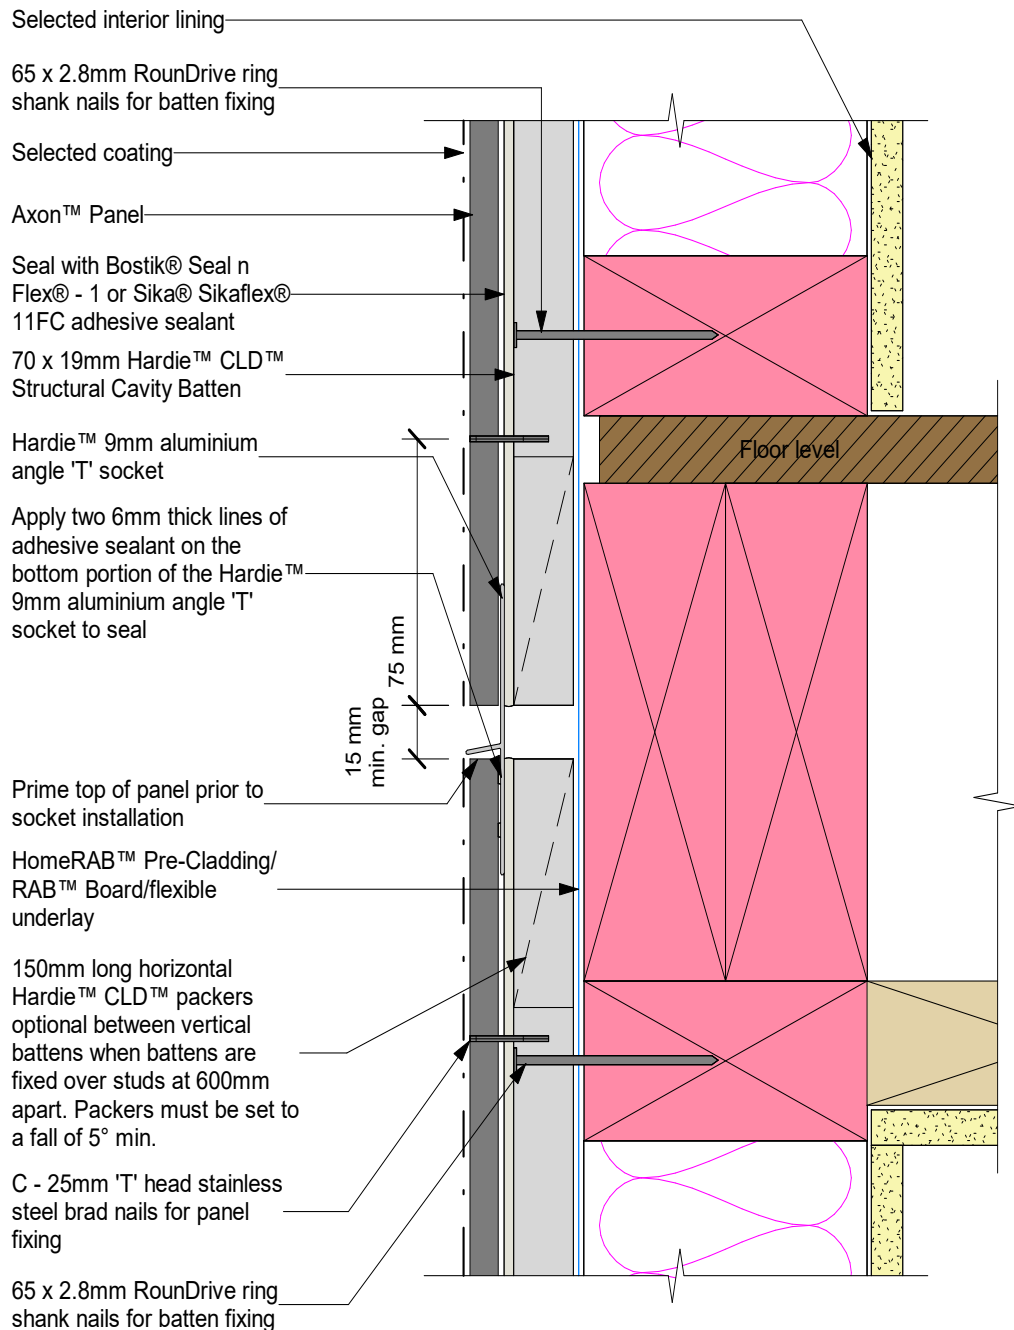 Selected interior lining
65 x 2.8mm RounDrive ring
shank nails for batten fixing
Selected coating
Axon™ Panel
Seal with Bostik® Seal n
Flex® - 1 or Sika® Sikaflex®
11FC adhesive sealant
70 x 19mm Hardie™ CLD™
Structural Cavity Batten
Hardie™ 9mm aluminium
angle 'T' socket
Apply two 6mm thick lines of
adhesive sealant on the
bottom portion of the Hardie™
9mm aluminium angle 'T'
socket to seal
Prime top of panel prior to
socket installation
HomeRAB™ Pre-Cladding/
RAB™ Board/flexible
underlay
150mm long horizontal
Hardie™ CLD™ packers
optional between vertical
battens when battens are
fixed over studs at 600mm
apart. Packers must be set to
a fall of 5° min.
C - 25mm 'T' head stainless
steel brad nails for panel
fixing
65 x 2.8mm RounDrive ring
shank nails for batten fixing
75 mm
15 mm
min. gap
Floor level